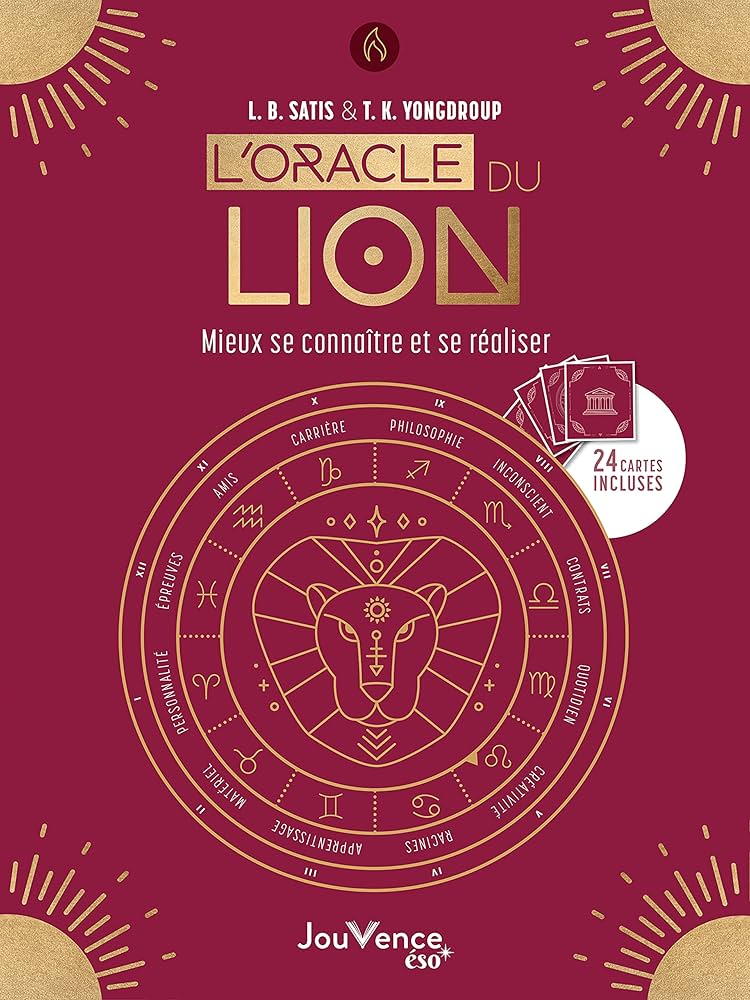 L. B. SATIS & T. K. YONGDROUP
L'ORACLE DU
LION
Mieux se connaître et se réaliser
24 CARTES
INCLUSES
X
IX
VIII
VII
VI
V
IV
III
II
I
XII
XI
CARRIÈRE
PHILOSOPHIE
INCONSCIENT
CONTRATS
QUOTIDIEN
CRÉATIVITÉ
RACINES
APPRENTISSAGE
MATÉRIEL
PERSONNALITÉ
ÉPREUVES
AMIS
JouVence
éso